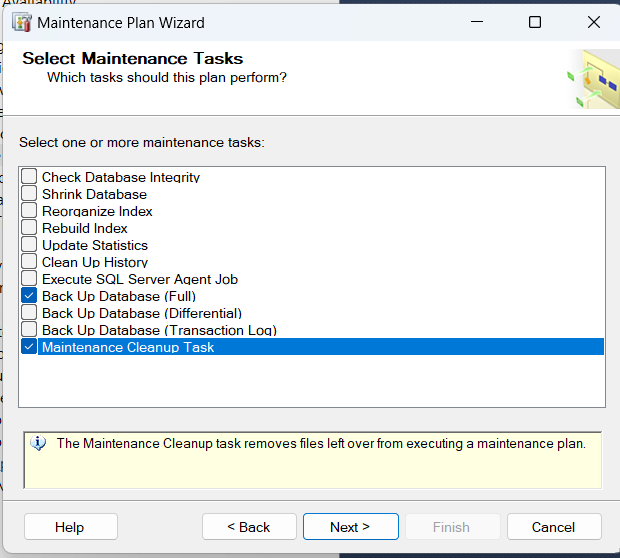 Availability
Maintenance Plan Wizard
Select Maintenance Tasks
Which tasks should this plan perform?
Select one or more maintenance tasks:
Check Database Integrity
Shrink Database
Reorganize Index
Rebuild Index
Update Statistics
Clean Up History
Execute SQL Server Agent Job
Back Up Database (Full)
Back Up Database (Differential)
Back Up Database (Transaction Log)
Maintenance Cleanup Task
The Maintenance Cleanup task removes files left over from executing a maintenance plan.
Help
< Back
Next >
Finish
Cancel